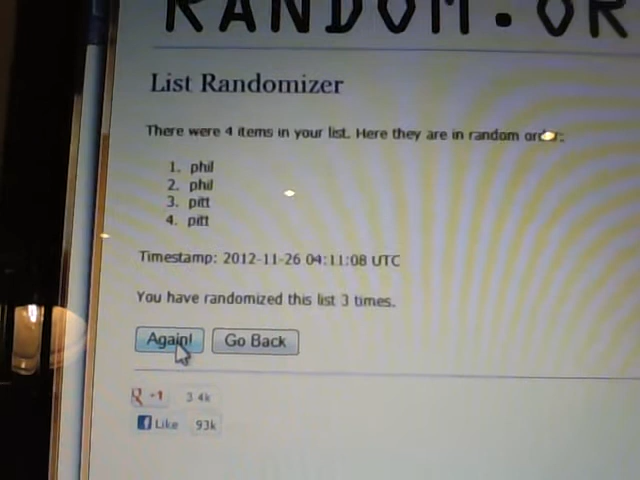 RANDOM.OR
List Randomizer
There were 4 items in your list. Here they are in random order:
1. phil
2. phil
3. pitt
4. pitt
Timestamp: 2012-11-26 04:11:08 UTC
You have randomized this list 3 times.
Again! Go Back
+1 3.4k
Like 93k